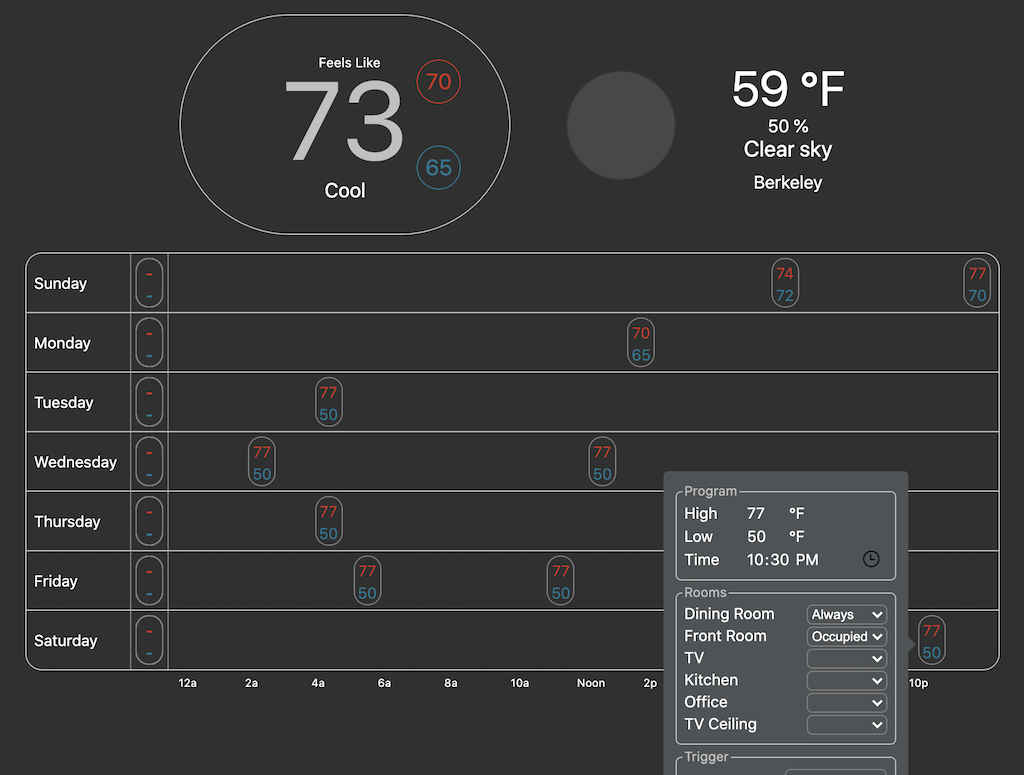 Feels Like
73
70
65
Cool
59 °F
50 %
Clear sky
Berkeley
Sunday - - 74 72 77 70
Monday - - 70 65
Tuesday - - 77 50
Wednesday - - 77 50 77 50
Thursday - - 77 50
Friday - - 77 50 77 50
Saturday - - 77 50
12a 2a 4a 6a 8a 10a Noon 2p 10p
Program
High 77 °F
Low 50 °F
Time 10:30 PM
Rooms
Dining Room Always
Front Room Occupied
TV
Kitchen
Office
TV Ceiling
Trigger